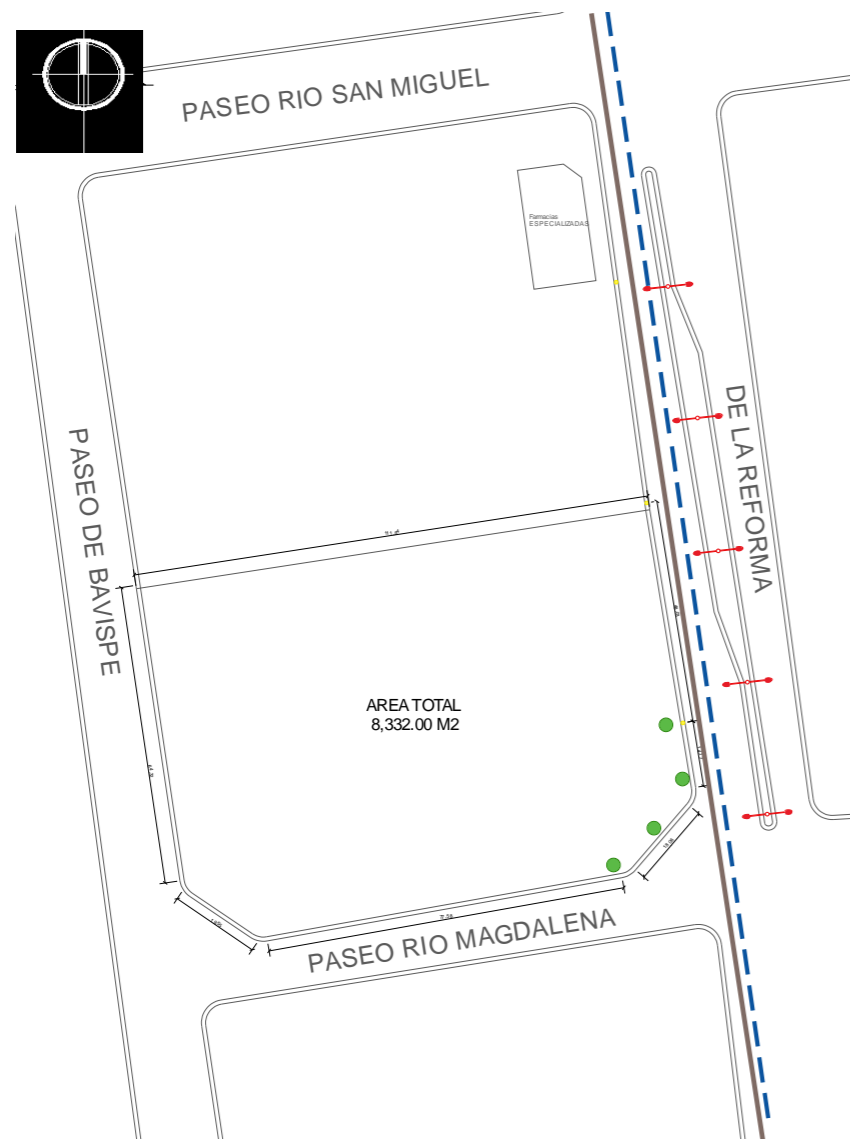 PASEO RIO SAN MIGUEL
Farmacias
ESPECIALIZADAS
DE LA REFORMA
PASEO DE BAVISPE
AREA TOTAL
8,332.00 M2
PASEO RIO MAGDALENA